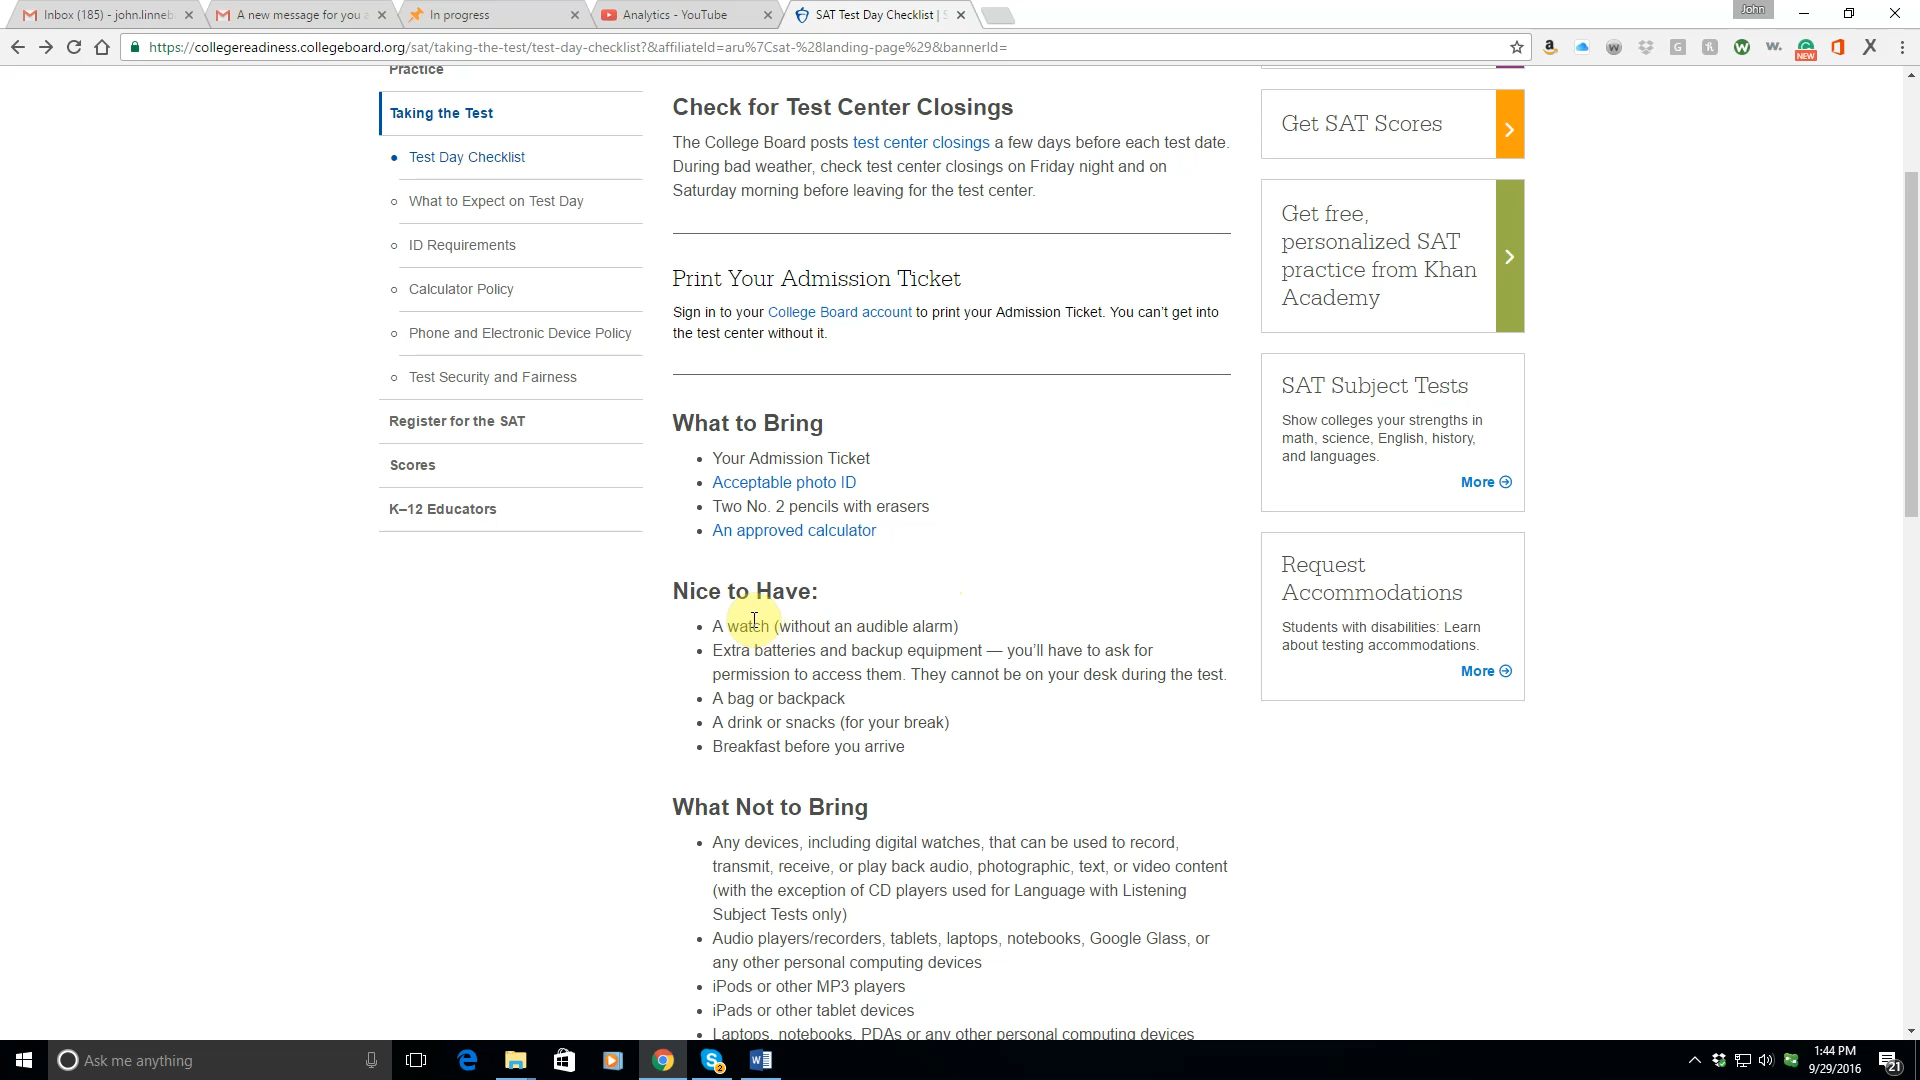 Inbox (185) - john.linneb
A new message for you a
In progress
Analytics - YouTube
SAT Test Day Checklist | S
John
https://collegereadiness.collegeboard.org/sat/taking-the-test/test-day-checklist?&affiliateId=aru%7Csat-%28landing-page%29&bannerId=
NEW
Practice
Taking the Test
Test Day Checklist
What to Expect on Test Day
ID Requirements
Calculator Policy
Phone and Electronic Device Policy
Test Security and Fairness
Register for the SAT
Scores
K–12 Educators
Check for Test Center Closings
The College Board posts test center closings a few days before each test date.
During bad weather, check test center closings on Friday night and on
Saturday morning before leaving for the test center.
Print Your Admission Ticket
Sign in to your College Board account to print your Admission Ticket. You can’t get into
the test center without it.
What to Bring
Your Admission Ticket
Acceptable photo ID
Two No. 2 pencils with erasers
An approved calculator
Nice to Have:
A watch (without an audible alarm)
Extra batteries and backup equipment — you’ll have to ask for
permission to access them. They cannot be on your desk during the test.
A bag or backpack
A drink or snacks (for your break)
Breakfast before you arrive
What Not to Bring
Any devices, including digital watches, that can be used to record,
transmit, receive, or play back audio, photographic, text, or video content
(with the exception of CD players used for Language with Listening
Subject Tests only)
Audio players/recorders, tablets, laptops, notebooks, Google Glass, or
any other personal computing devices
iPods or other MP3 players
iPads or other tablet devices
Laptops, notebooks, PDAs or any other personal computing devices
Get SAT Scores
Get free,
personalized SAT
practice from Khan
Academy
SAT Subject Tests
Show colleges your strengths in
math, science, English, history,
and languages.
More
Request
Accommodations
Students with disabilities: Learn
about testing accommodations.
More
Ask me anything
2
1:44 PM
9/29/2016
21